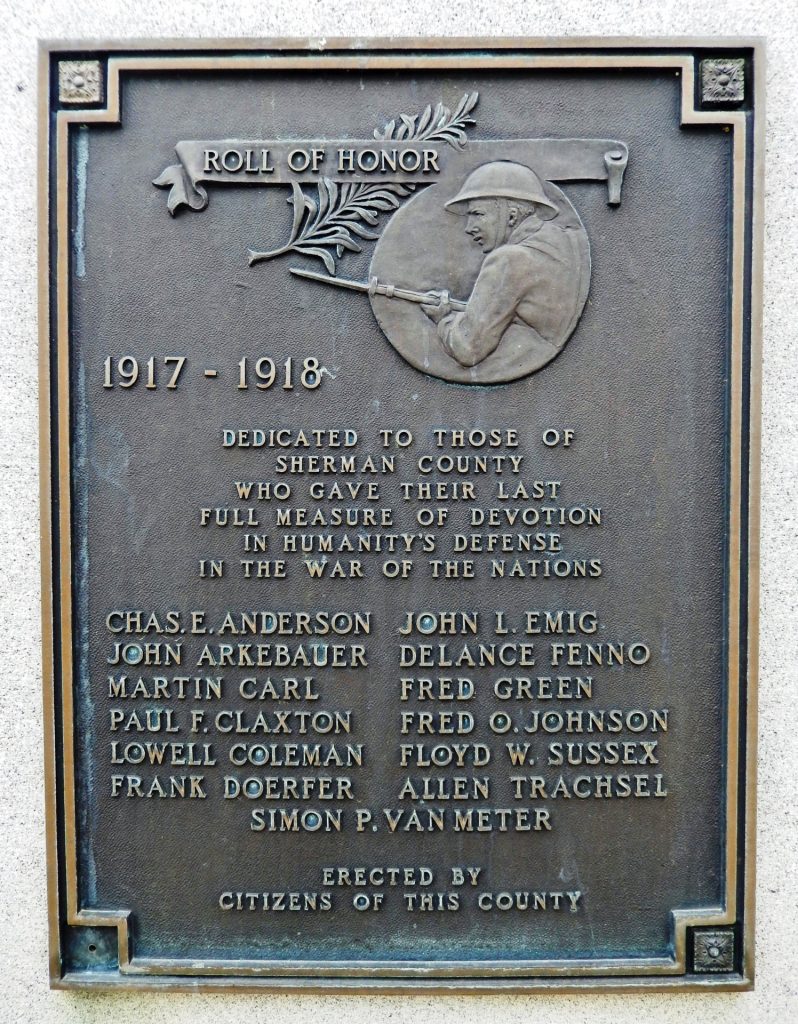 ROLL OF HONOR
1917 - 1918
DEDICATED TO THOSE OF
SHERMAN COUNTY
WHO GAVE THEIR LAST
FULL MEASURE OF DEVOTION
IN HUMANITY'S DEFENSE
IN THE WAR OF THE NATIONS
CHAS. E. ANDERSON JOHN L. EMIG
JOHN ARKEBAUER DELANCE FENNO
MARTIN CARL FRED GREEN
PAUL F. CLAXTON FRED O. JOHNSON
LOWELL COLEMAN FLOYD W. SUSSEX
FRANK DOERFER ALLEN TRACHSEL
SIMON P. VAN METER
ERECTED BY
CITIZENS OF THIS COUNTY